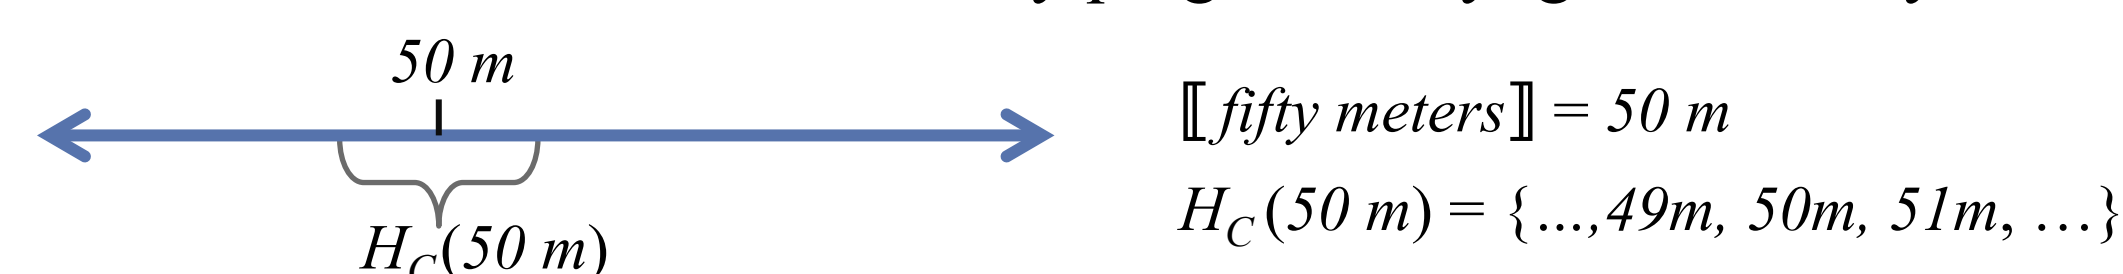 50 m
⟦fifty meters⟧ = 50 m
H_C(50 m) = {...,49m, 50m, 51m, …}
H_C(50 m)